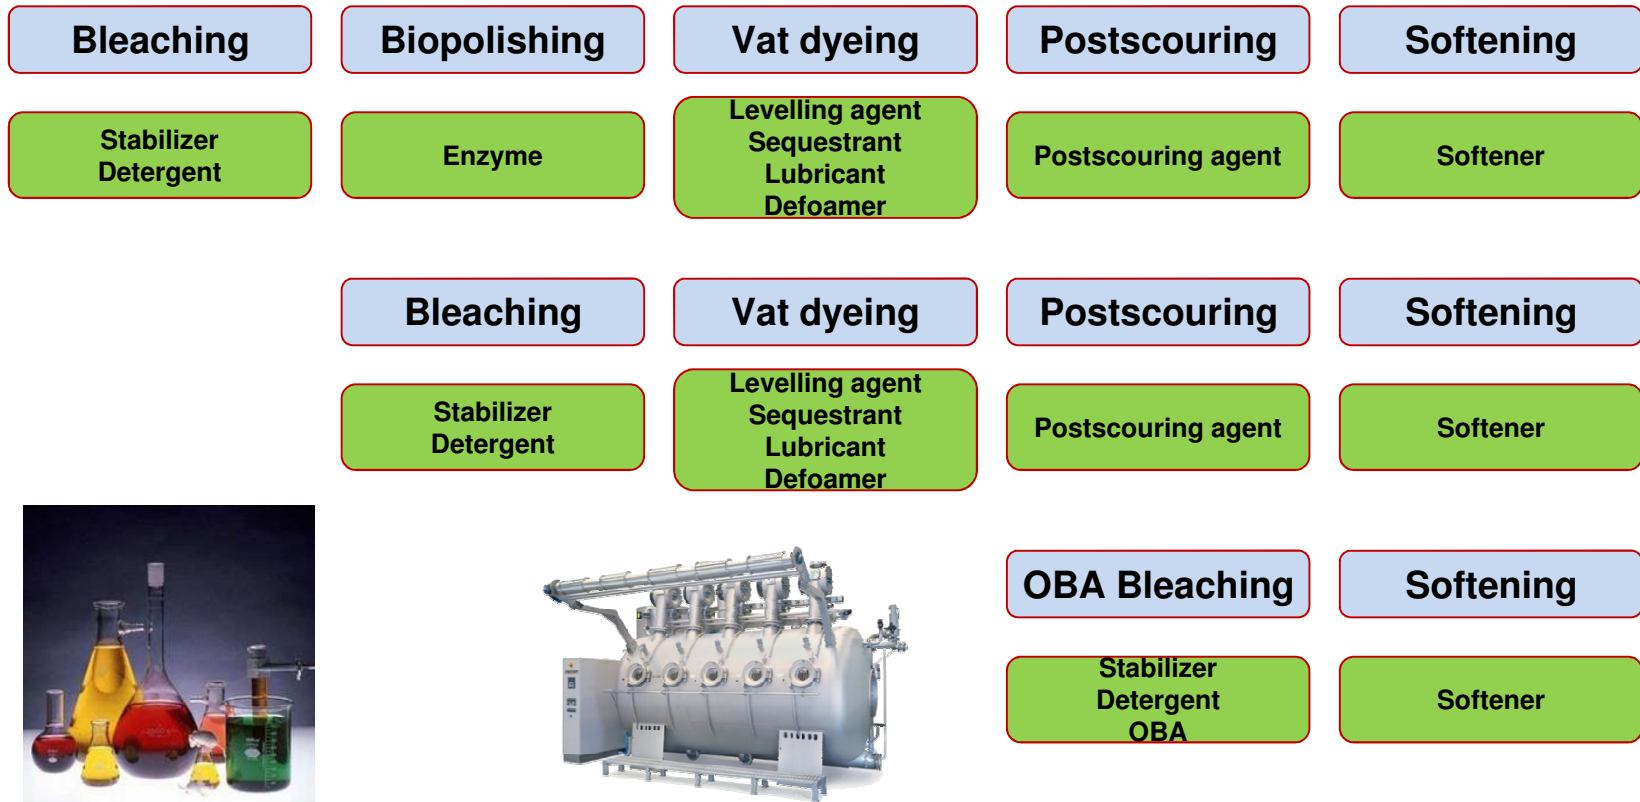 Bleaching
Biopolishing
Vat dyeing
Postscouring
Softening
Stabilizer
Detergent
Enzyme
Levelling agent
Sequestrant
Lubricant
Defoamer
Postscouring agent
Softener
Bleaching
Vat dyeing
Postscouring
Softening
Stabilizer
Detergent
Levelling agent
Sequestrant
Lubricant
Defoamer
Postscouring agent
Softener
OBA Bleaching
Softening
Stabilizer
Detergent
OBA
Softener